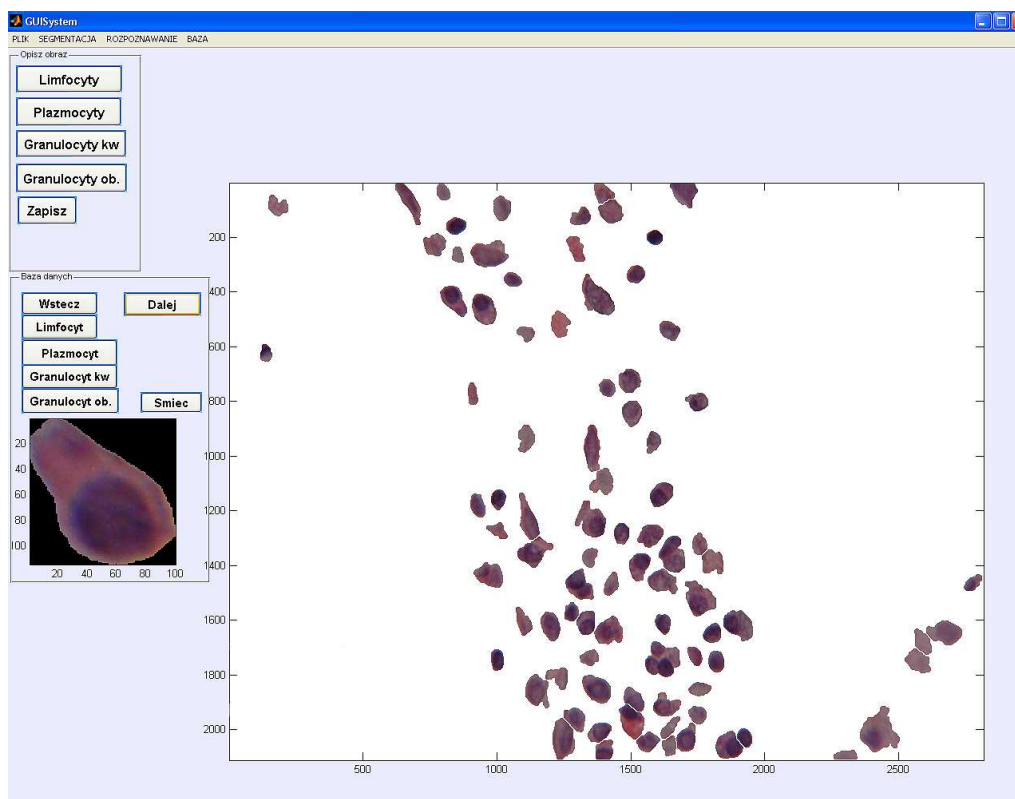 GUISystem
PLIK SEGMENTACJA ROZPOZNAWANIE BAZA
Opisz obraz
Limfocyty
Plazmocyty
Granulocyty kw
Granulocyty ob.
Zapisz
Baza danych
Wstecz Dalej
Limfocyt
Plazmocyt
Granulocyt kw
Granulocyt ob. Smiec
20
40
60
80
100
20 40 60 80 100
200
400
600
800
1000
1200
1400
1600
1800
2000
500 1000 1500 2000 2500